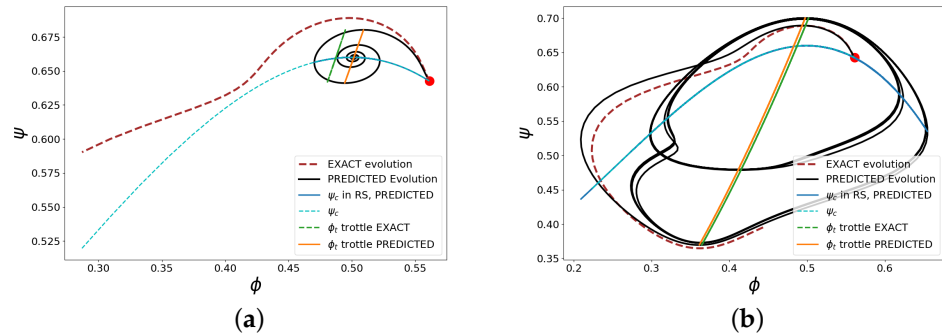 0.675
0.650
0.625
0.600
0.575
0.550
0.525
ψ
0.30
0.35
0.40
0.45
0.50
0.55
ϕ
EXACT evolution
PREDICTED Evolution
ψc in RS, PREDICTED
ψc
ϕt trottle EXACT
ϕt trottle PREDICTED
(a)
0.70
0.65
0.60
0.55
0.50
0.45
0.40
0.35
ψ
0.2
0.3
0.4
0.5
0.6
ϕ
EXACT evolution
PREDICTED Evolution
ψc in RS, PREDICTED
ψc
ϕt trottle EXACT
ϕt trottle PREDICTED
(b)